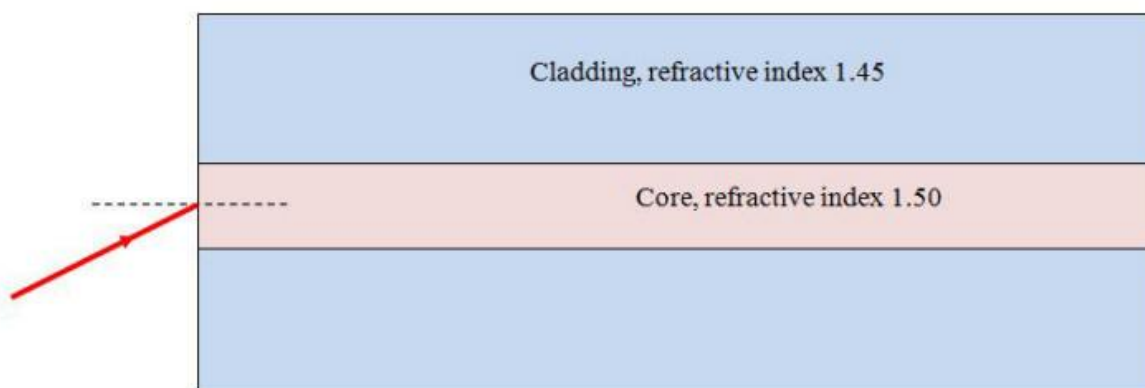 Cladding, refractive index 1.45
Core, refractive index 1.50